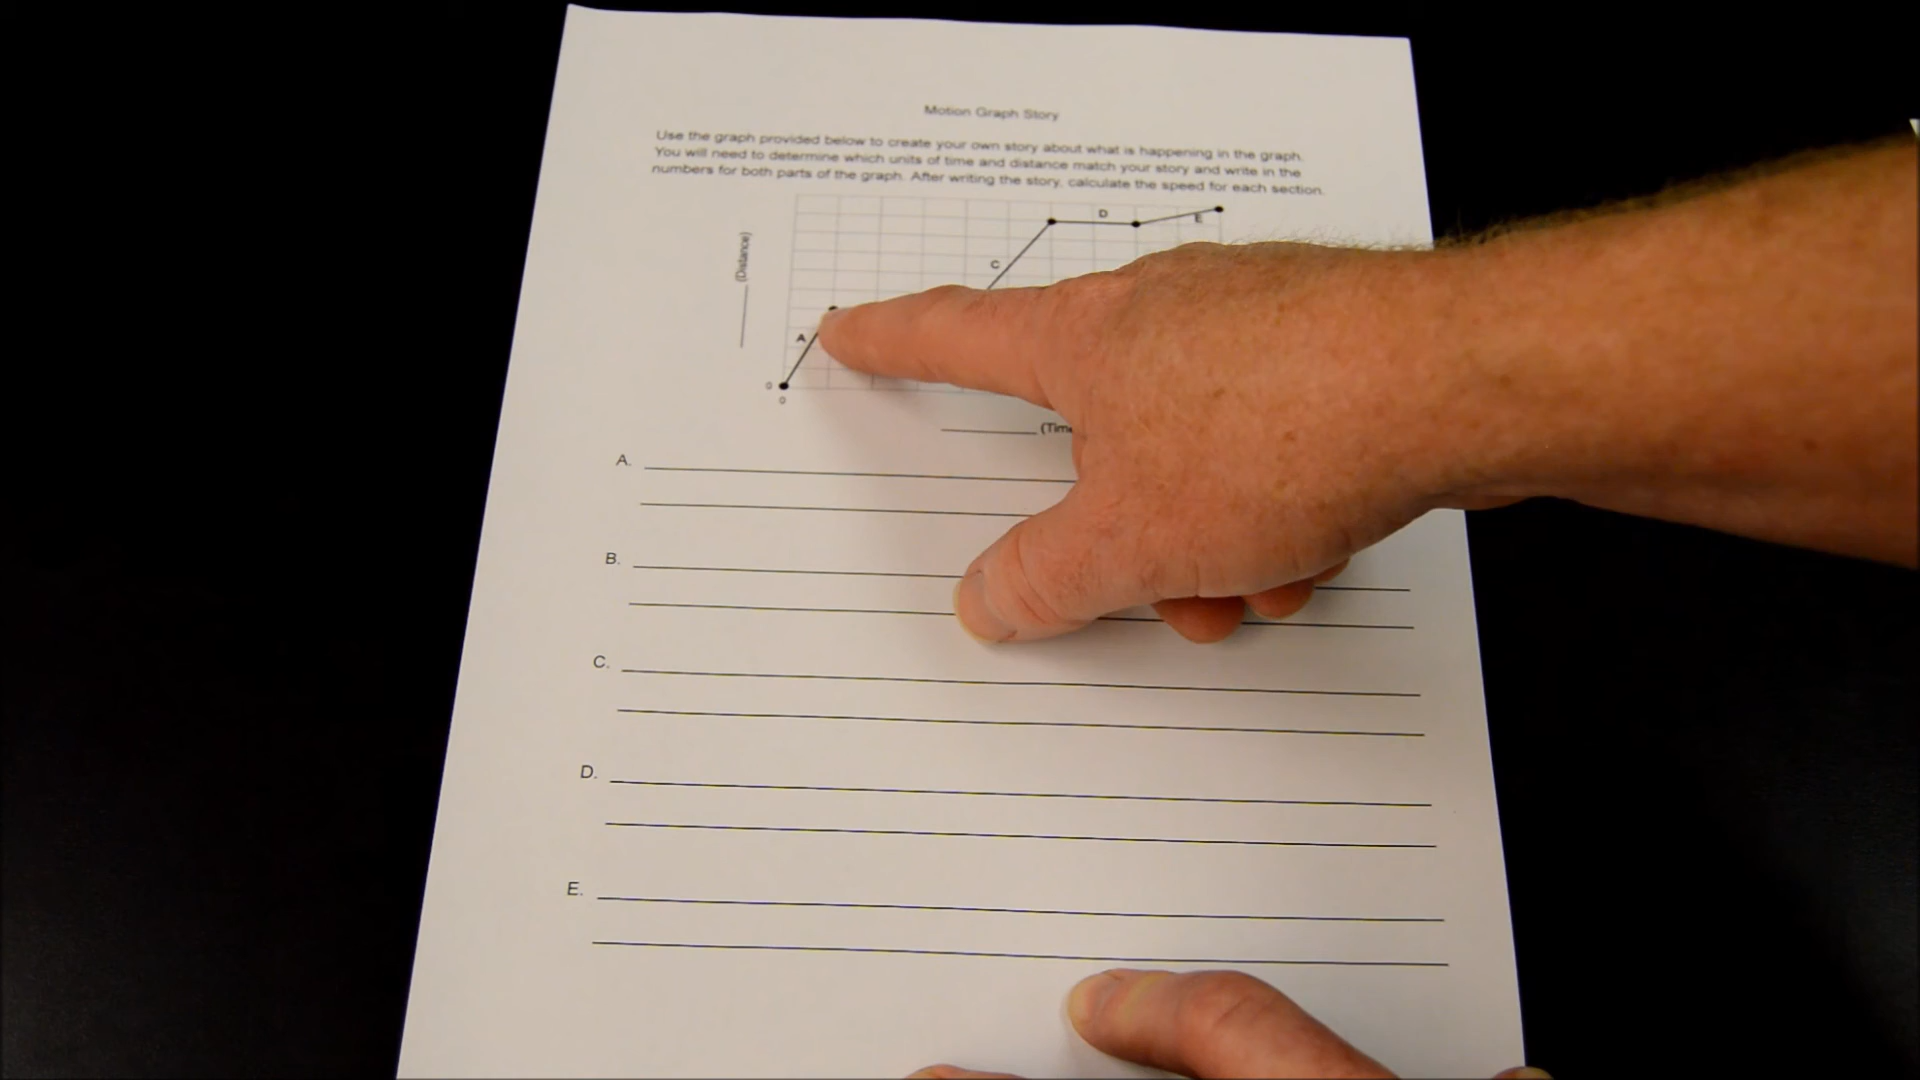 Motion Graph Story
Use the graph provided below to create your own story about what is happening in the graph.
You will need to determine which units of time and distance match your story and write in the
numbers for both parts of the graph. After writing the story, calculate the speed for each section.
D
E
C
(Distance)
A
0
0
(Time
A.
B.
C.
D.
E.